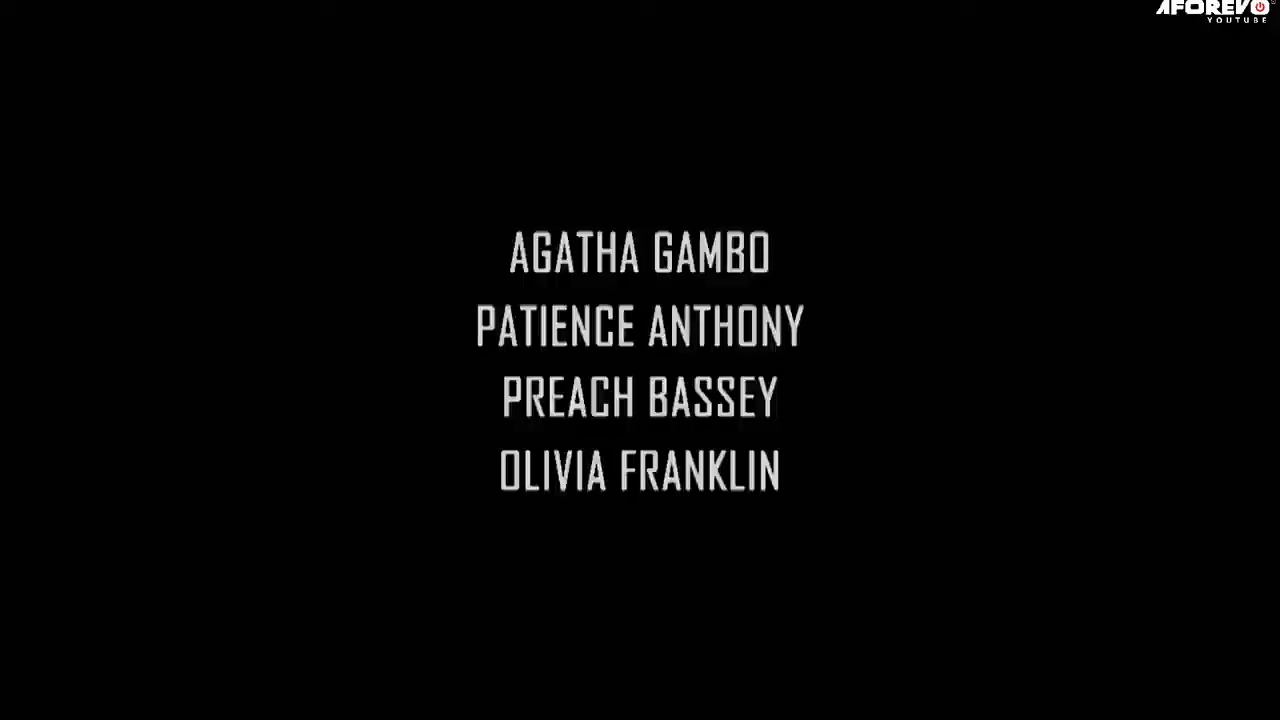 AFOREVO
YOUTUBE
AGATHA GAMBO
PATIENCE ANTHONY
PREACH BASSEY
OLIVIA FRANKLIN